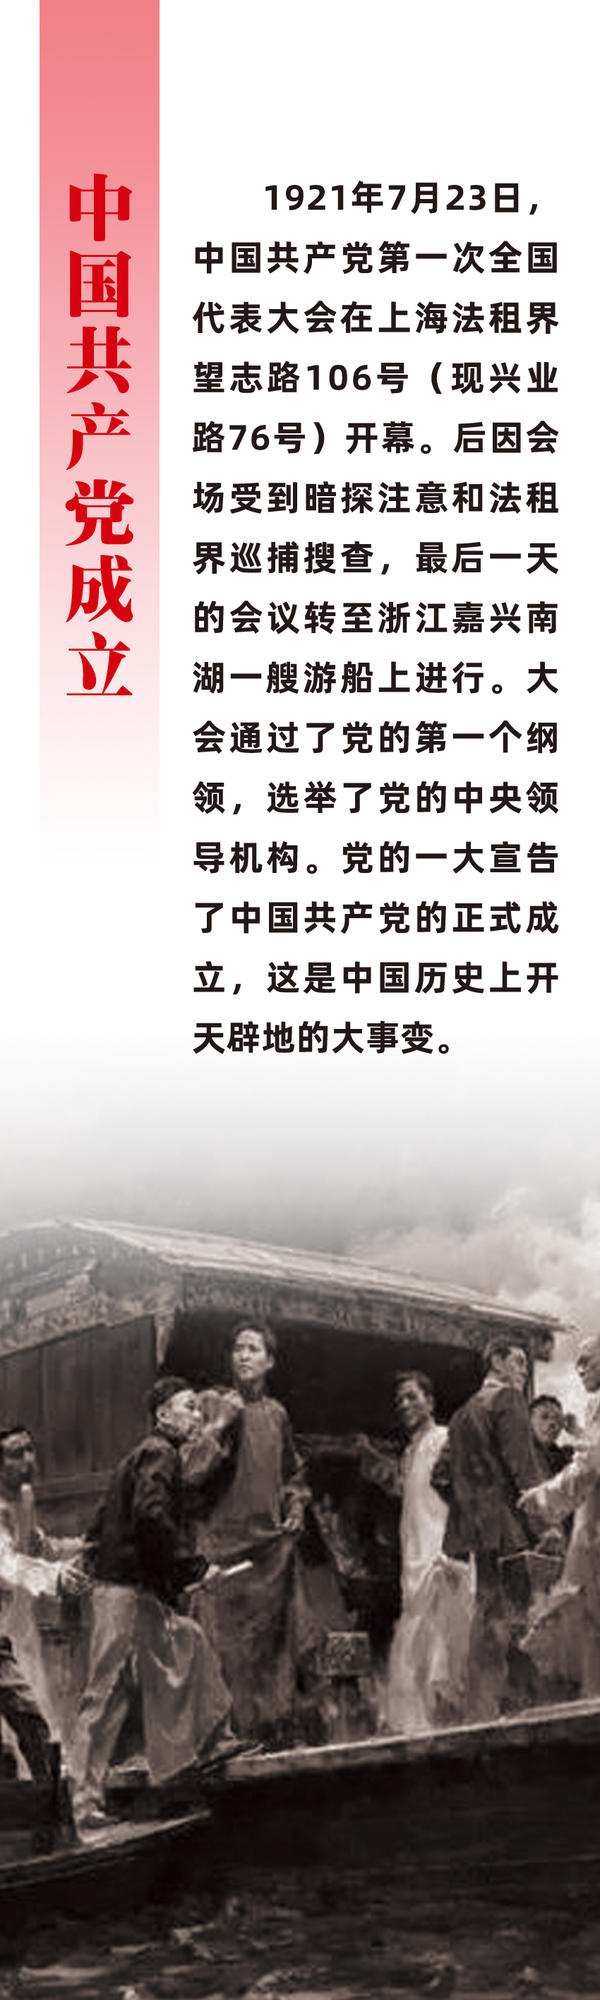 中国共产党成立
1921年7月23日，
中国共产党第一次全国
代表大会在上海法租界
望志路106号（现兴业
路76号）开幕。后因会
场受到暗探注意和法租
界巡捕搜查，最后一天
的会议转至浙江嘉兴南
湖一艘游船上进行。大
会通过了党的第一个纲
领，选举了党的中央领
导机构。党的一大宣告
了中国共产党的正式成
立，这是中国历史上开
天辟地的大事变。